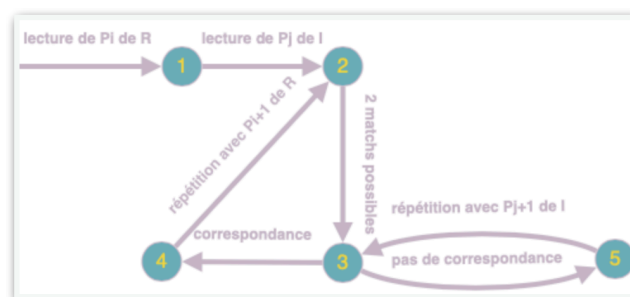 lecture de Pi de R
lecture de Pj de I
1
2
répétition avec Pi+1 de R
2 matchs possibles
répétition avec Pj+1 de I
correspondance
pas de correspondance
4
3
5